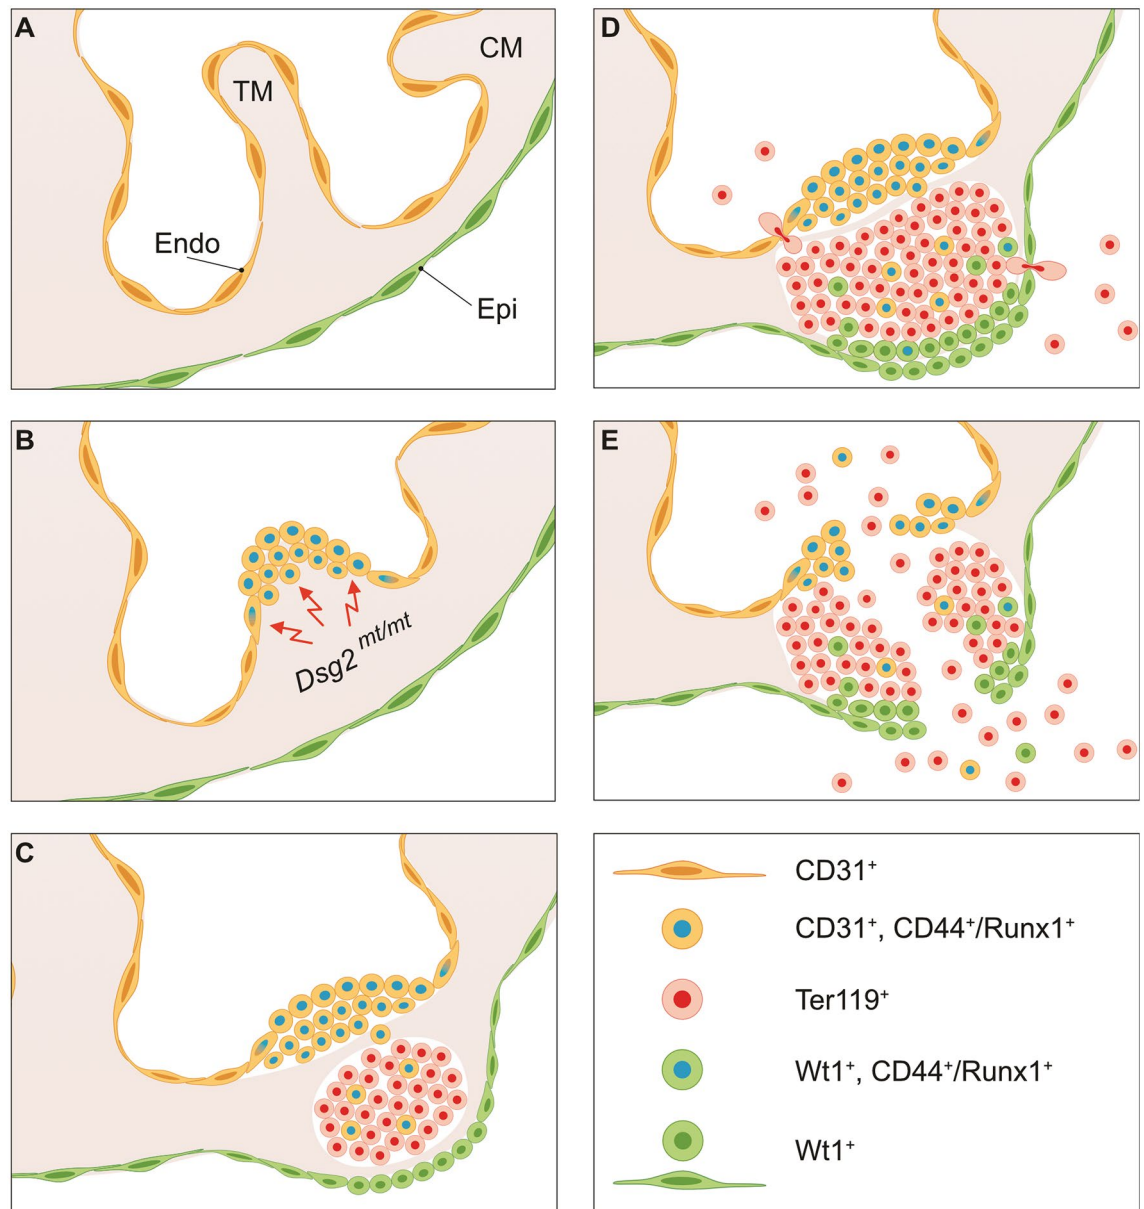 A
CM
TM
Endo
Epi
B
Dsg2 mt/mt
C
D
E
CD31⁺
CD31⁺, CD44⁺/Runx1⁺
Ter119⁺
Wt1⁺, CD44⁺/Runx1⁺
Wt1⁺